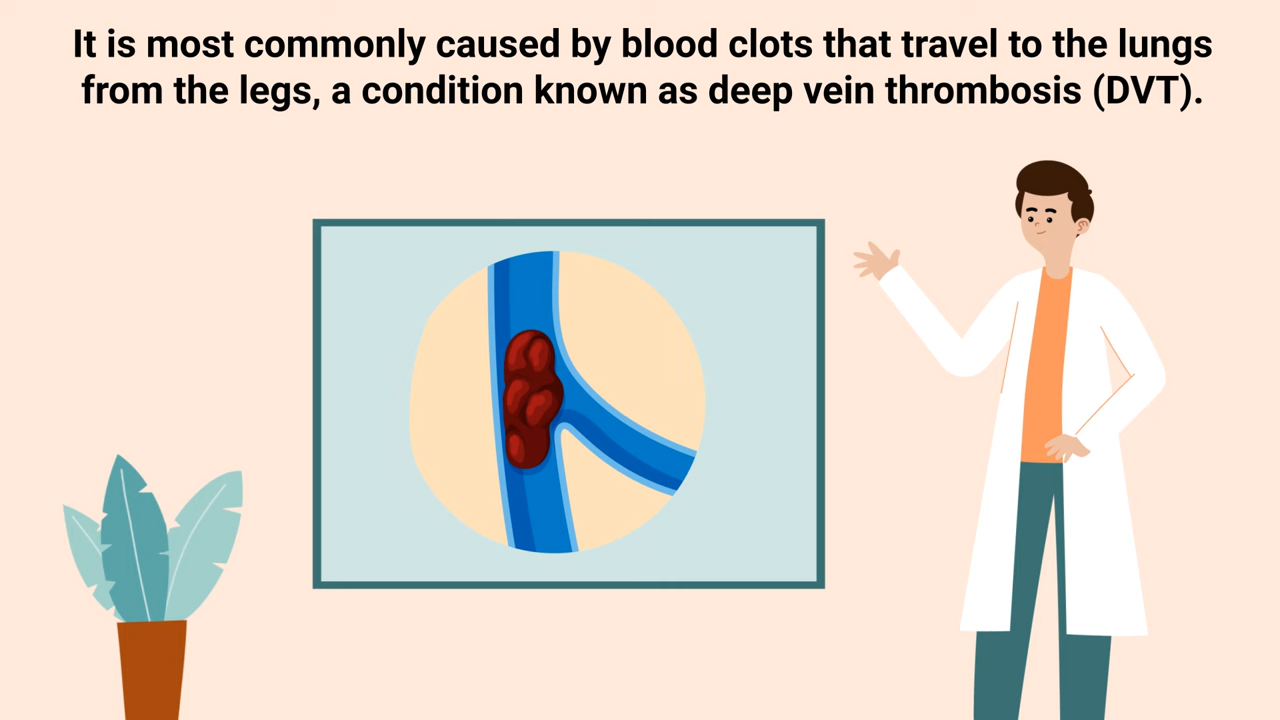 It is most commonly caused by blood clots that travel to the lungs
from the legs, a condition known as deep vein thrombosis (DVT).